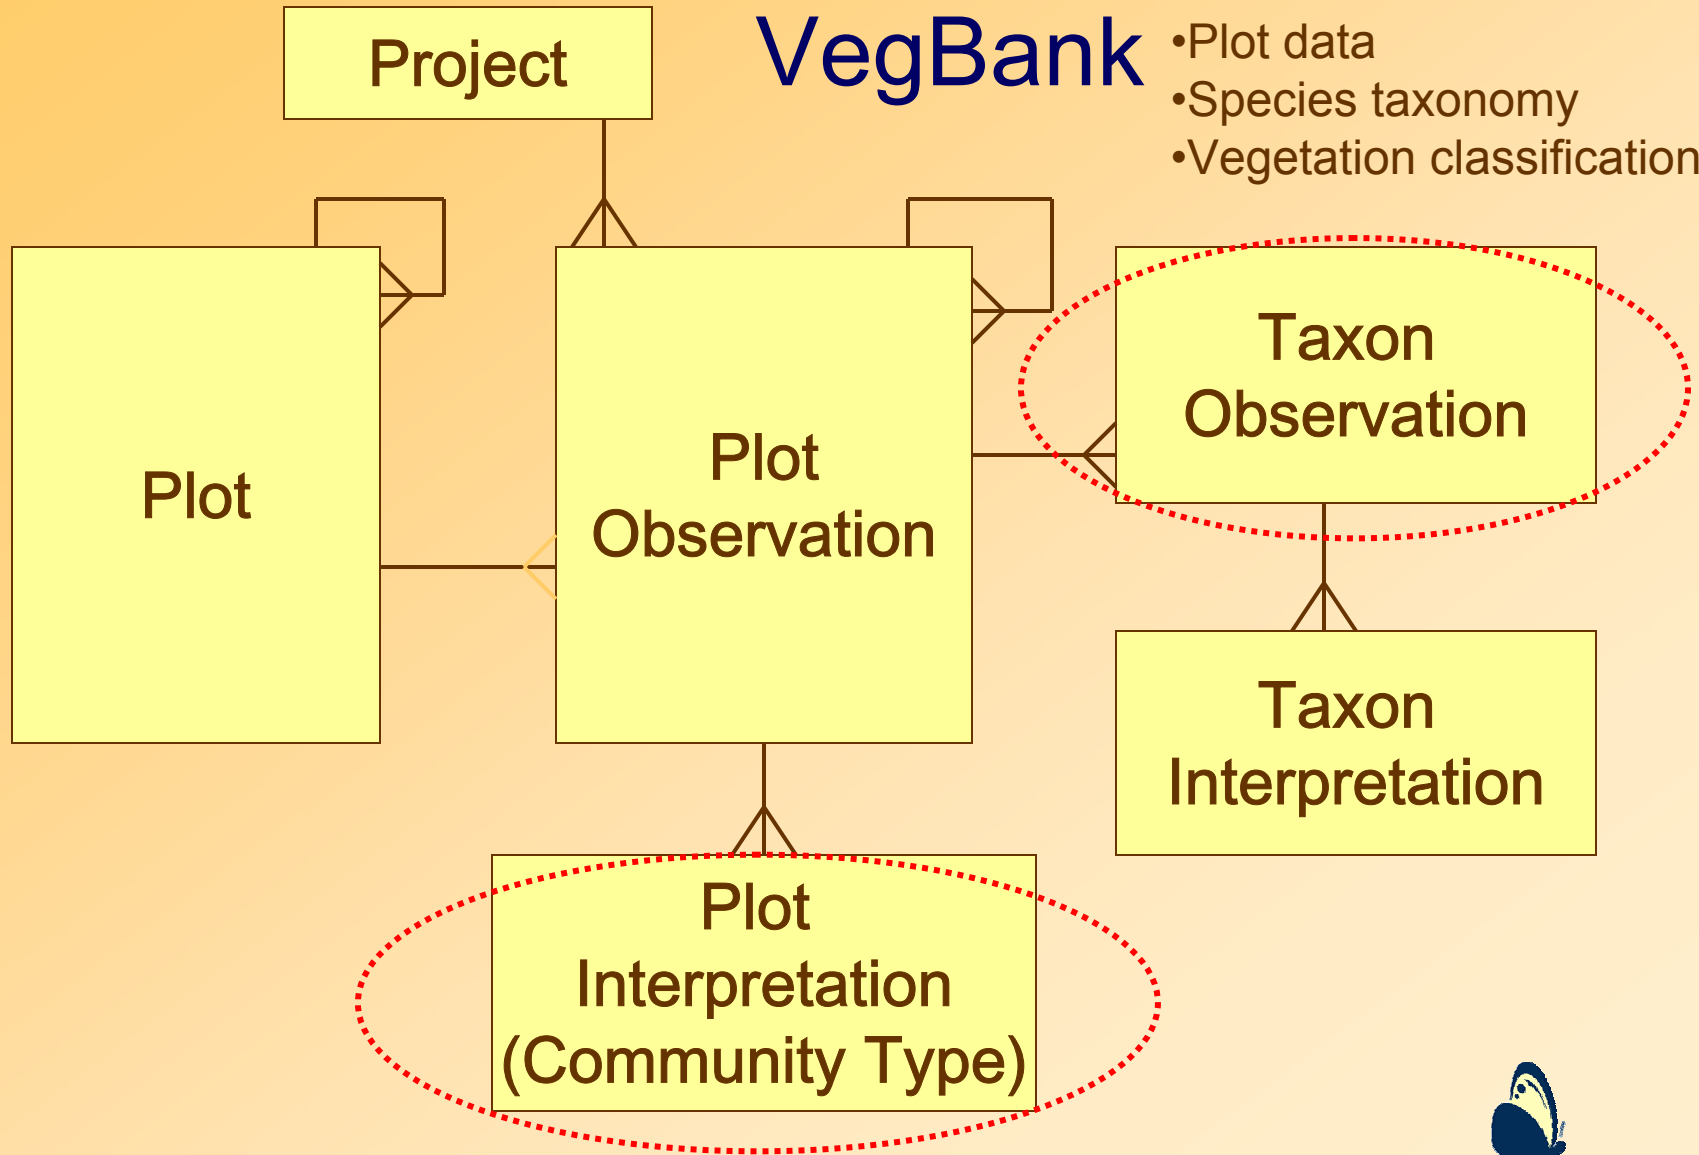 Project
VegBank
•Plot data
•Species taxonomy
•Vegetation classification
Plot
Plot
Observation
Taxon
Observation
Taxon
Interpretation
Plot
Interpretation
(Community Type)